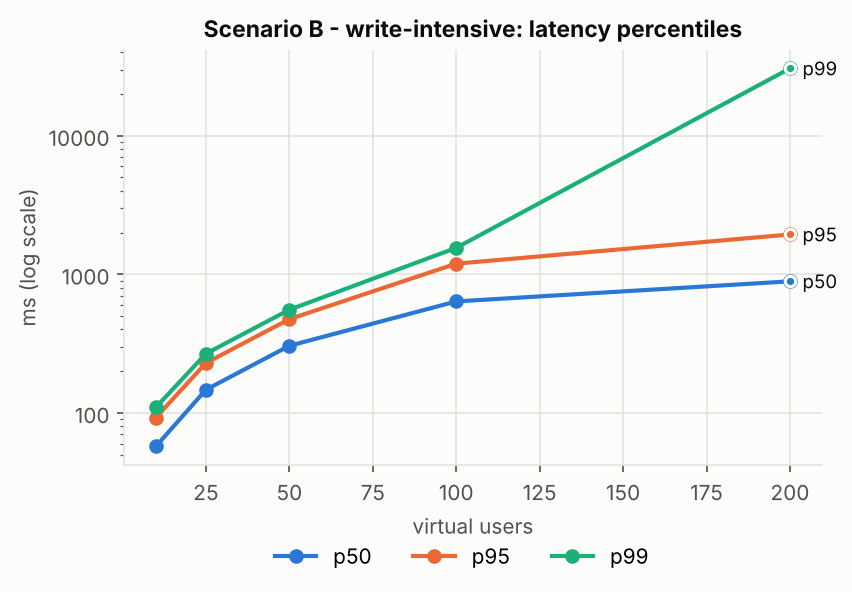 Scenario B - write-intensive: latency percentiles
ms (log scale)
10000
1000
100
p99
p95
p50
25 50 75 100 125 150 175 200
virtual users
p50 p95 p99